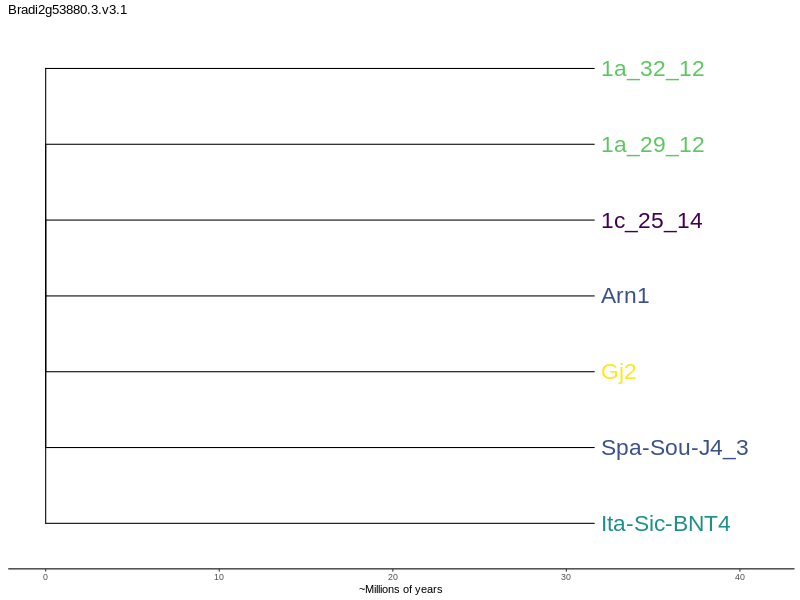 Bradi2g53880.3.v3.1
1a_32_12
1a_29_12
1c_25_14
Arn1
Gj2
Spa-Sou-J4_3
Ita-Sic-BNT4
0 10 20 30 40
~Millions of years